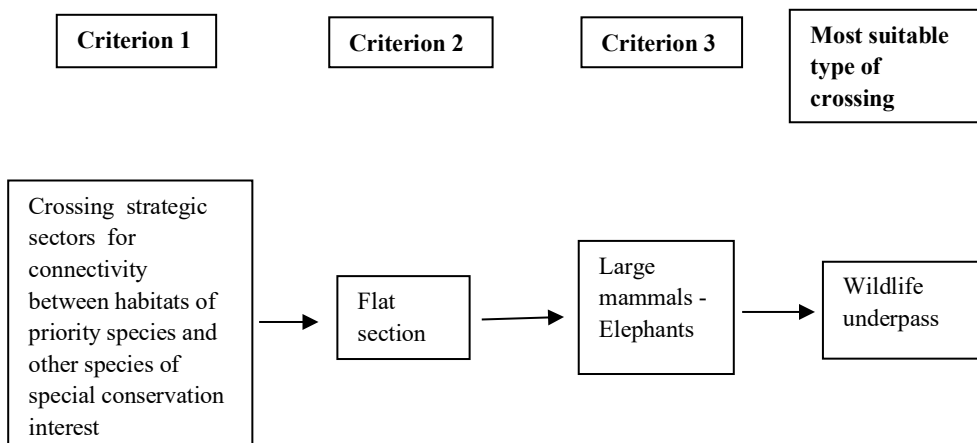 Criterion 1
Criterion 2
Criterion 3
Most suitable
type of
crossing
Crossing strategic
sectors for
connectivity
between habitats of
priority species and
other species of
special conservation
interest
Flat
section
Large
mammals -
Elephants
Wildlife
underpass